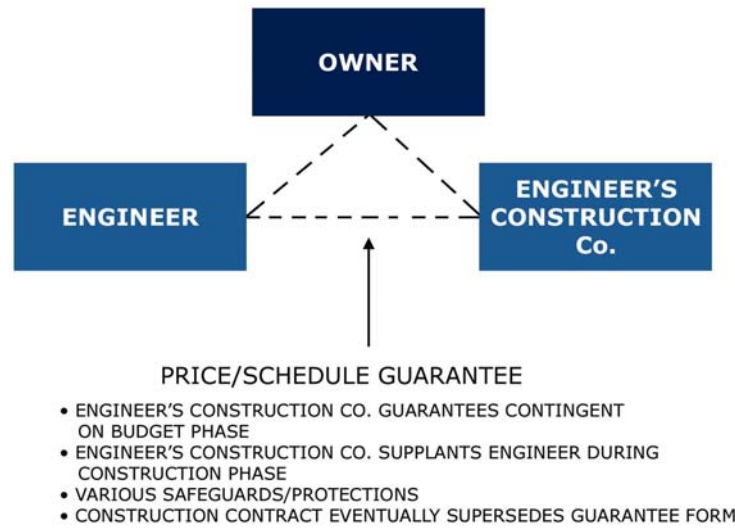 OWNER
ENGINEER
ENGINEER’S
CONSTRUCTION
Co.
PRICE/SCHEDULE GUARANTEE
• ENGINEER’S CONSTRUCTION CO. GUARANTEES CONTINGENT
ON BUDGET PHASE
• ENGINEER’S CONSTRUCTION CO. SUPPLANTS ENGINEER DURING
CONSTRUCTION PHASE
• VARIOUS SAFEGUARDS/PROTECTIONS
• CONSTRUCTION CONTRACT EVENTUALLY SUPERSEDES GUARANTEE FORM